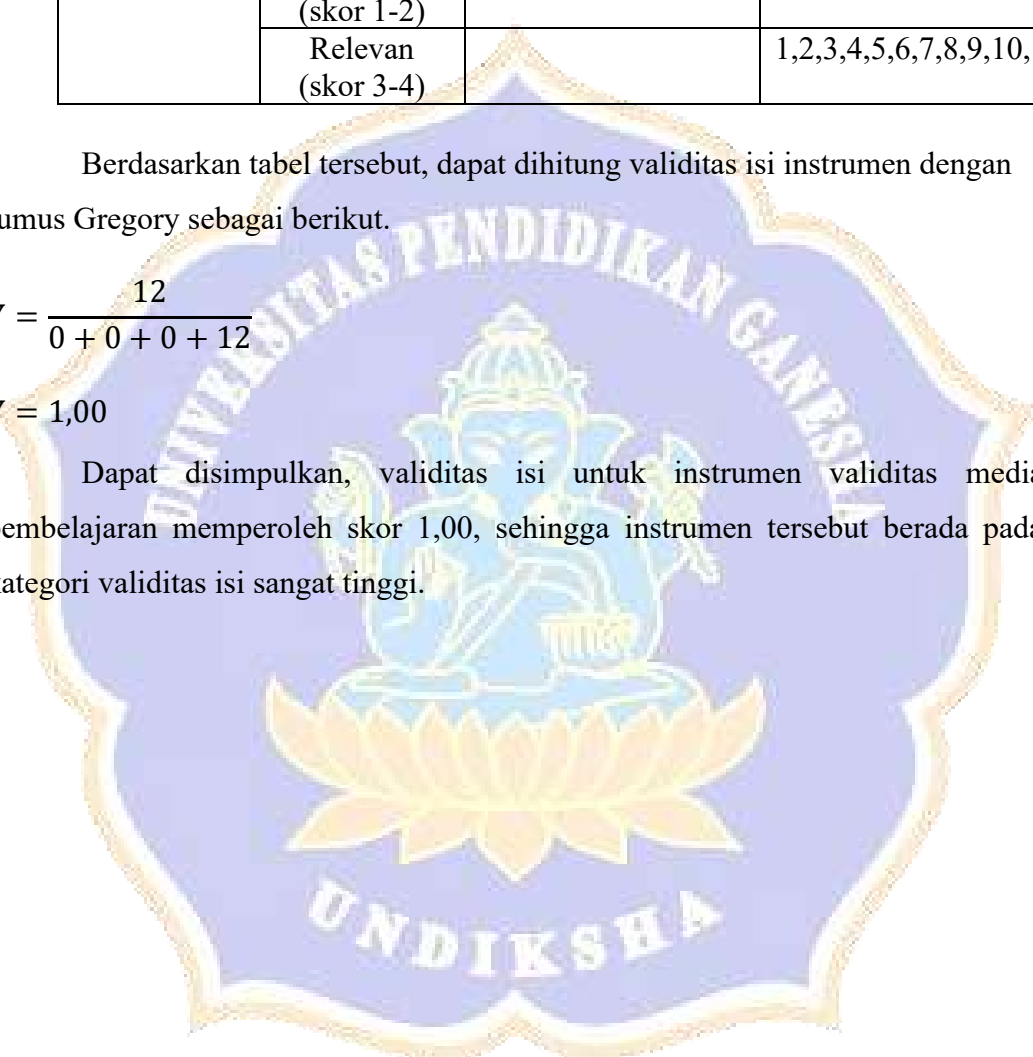 (skor 1-2)
Relevan 1,2,3,4,5,6,7,8,9,10,
(skor 3-4)
Berdasarkan tabel tersebut, dapat dihitung validitas isi instrumen dengan
umus Gregory sebagai berikut.
= 12
0 + 0 + 0 + 12
= 1,00
Dapat disimpulkan, validitas isi untuk instrumen validitas media
pembelajaran memperoleh skor 1,00, sehingga instrumen tersebut berada pada
kategori validitas isi sangat tinggi.
UNIVERSITAS PENDIDIKAN GANESHA
UNDIKSHA